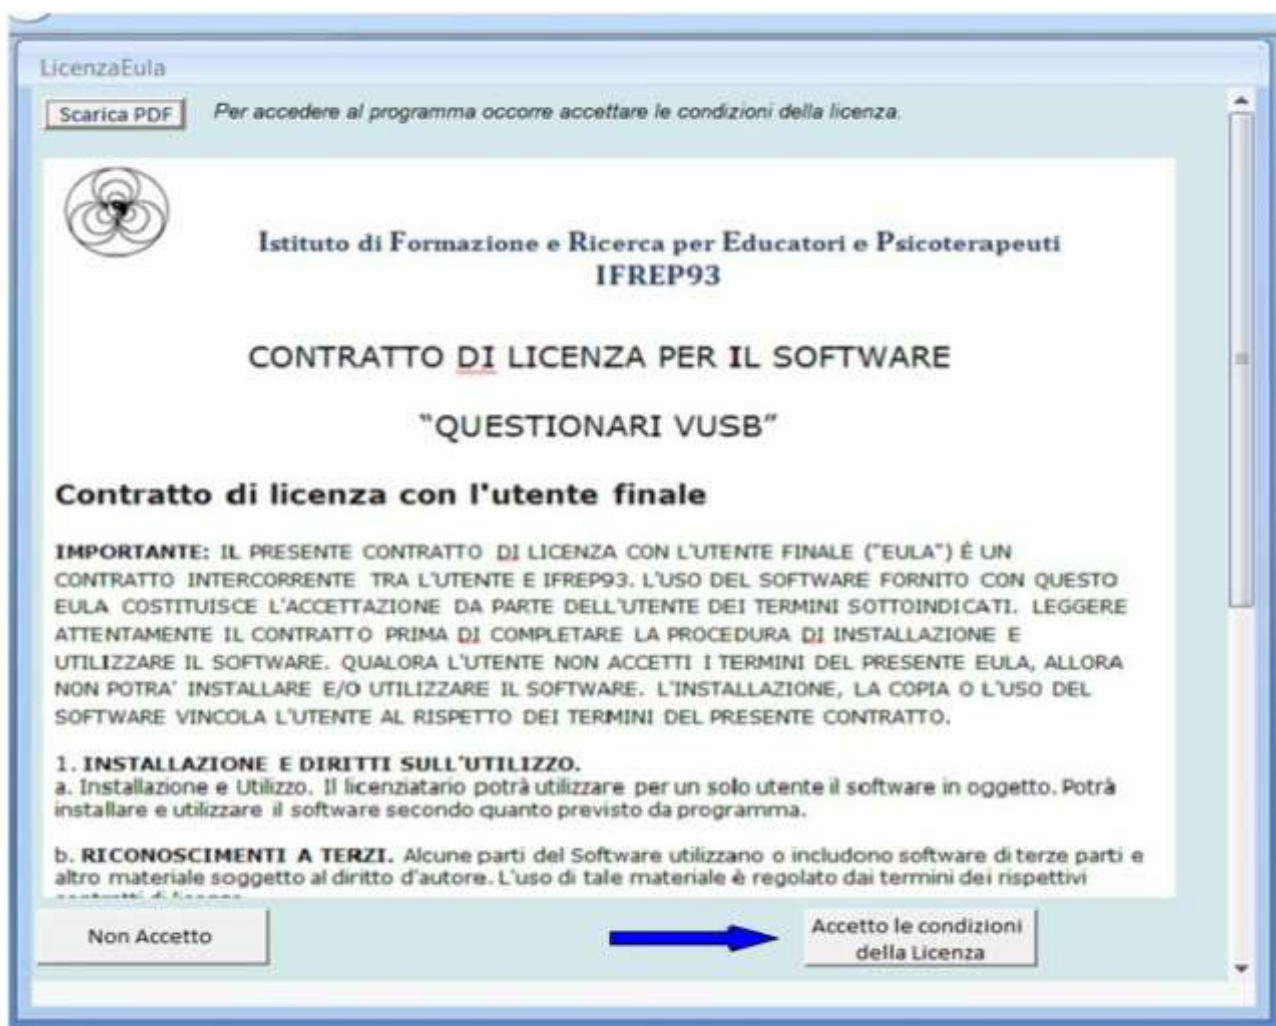 LicenzaEula
Scarica PDF
Per accedere al programma occorre accettare le condizioni della licenza.
Istituto di Formazione e Ricerca per Educatori e Psicoterapeuti
IFREP93
CONTRATTO DI LICENZA PER IL SOFTWARE
“QUESTIONARI VUSB”
Contratto di licenza con l'utente finale
IMPORTANTE: IL PRESENTE CONTRATTO DI LICENZA CON L'UTENTE FINALE ("EULA") È UN
CONTRATTO INTERCORRENTE TRA L'UTENTE E IFREP93. L'USO DEL SOFTWARE FORNITO CON QUESTO
EULA COSTITUISCE L'ACCETTAZIONE DA PARTE DELL'UTENTE DEI TERMINI SOTTOINDICATI. LEGGERE
ATTENTAMENTE IL CONTRATTO PRIMA DI COMPLETARE LA PROCEDURA DI INSTALLAZIONE E
UTILIZZARE IL SOFTWARE. QUALORA L'UTENTE NON ACCETTI I TERMINI DEL PRESENTE EULA, ALLORA
NON POTRA' INSTALLARE E/O UTILIZZARE IL SOFTWARE. L'INSTALLAZIONE, LA COPIA O L'USO DEL
SOFTWARE VINCOLA L'UTENTE AL RISPETTO DEI TERMINI DEL PRESENTE CONTRATTO.
1. INSTALLAZIONE E DIRITTI SULL'UTILIZZO.
a. Installazione e Utilizzo. Il licenziatario potrà utilizzare per un solo utente il software in oggetto. Potrà
installare e utilizzare il software secondo quanto previsto da programma.
b. RICONOSCIMENTI A TERZI. Alcune parti del Software utilizzano o includono software di terze parti e
altro materiale soggetto al diritto d'autore. L'uso di tale materiale è regolato dai termini dei rispettivi
Non Accetto
Accetto le condizioni
della Licenza